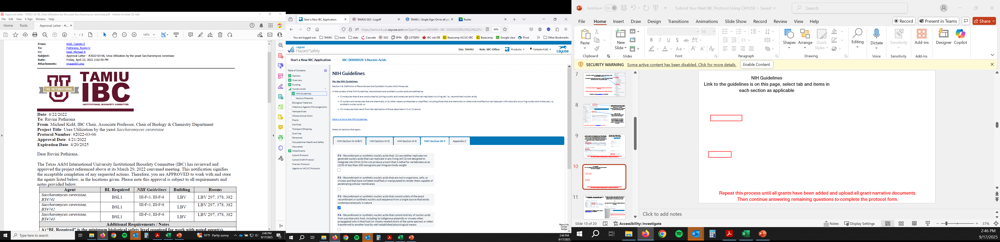 Approval Letter - #2022-03-06, Urea Utilization by the yeast Saccharomyces cerevisiae.pdf - Adobe Acrobat (32-bit)
File Edit View E-Sign Window Help
Home Tools Approval Letter - #... ×
1 / 2 145%
From: Kidd, Celeste E
To: Pathirana, Ruvini U
Cc: Kidd, Michael R
Subject: Approval Letter - #2022-03-06, Urea Utilization by the yeast Saccharomyces cerevisiae
Date: Friday, April 22, 2022 2:02:59 PM
Attachments: image003.png
THE INTERNATIONAL
TAMIU
IBC
INSTITUTIONAL BIOSAFETY COMMITTEE
Date: 4/22/2022
To: Ruvini Pathirana
From: Michael Kidd, IBC Chair, Associate Professor, Chair of Biology & Chemistry Department
Project Title: Urea Utilization by the yeast Saccharomyces cerevisiae
Protocol Number: #2022-03-06
Approval Date: 4/21/2022
Expiration Date: 4/20/2025
Dear Ruvini Pathirana,
The Texas A&M International University Institutional Biosafety Committee (IBC) has reviewed and
approved the project referenced above at its March 29, 2022 convened meeting. This notification signifies
the acceptable completion of any requested actions. Therefore, you are APPROVED to work with and store
the agents listed below, in the locations given. Please note this approval is subject to all requirements and
notes provided below.
Agent BL Required NIH Guidelines Building Rooms
Saccharomyces cerevisiae, BY4741 BSL1 III-F-3, III-F-8 LBV LBV 297, 378, 382
Saccharomyces cerevisiae, BY4742 BSL1 III-F-3, III-F-8 LBV LBV 297, 378, 382
Saccharomyces cerevisiae, BY4743 BSL1 III-F-3, III-F-8 LBV LBV 297, 378, 382
Additional Requirements / Notes
A) "BL Required" is the minimum biological safety level required for work with noted agent(s).
Type here to search
91°F Partly sunny
2:46 PM
9/17/2025
Start a New IBC Application × TAMUS SSO : Logoff × TAMIU :: Single Sign-On to all you × Roster ×
https://tamiur4.uat.cayuse.com/esOpenPage.wc?400495~IBC-00000028%20%20%20% 80%
You are logged out. TAMIU tools stats Cascade SSO SPIN LISTSERV IBC risk DB Basecamp IACUC/IBC Basecamp Google class Pivot Other Bookmarks
cayuse
Hazard Safety
Site: TAMIU Role: IBC Office Products Celeste Kidd cayuse
Start a New IBC Application IBC-00000028 1:Nucleic Acids
Table of Contents
Options
Overview
Funding
Nucleic Acids
NIH Guidelines
Vectors/Plasmids
Biological Materials
Infectious Agents/Microorganisms
Nanoparticles
Whole Animal Work
Plants
Facilities
Transport/Shipping
Dual Use
Personnel
Occupational Health and Safety
Assurance
Attachments
Submit Protocol
Cancel Draft Protocol
Preview Protocol
Agents on IACUC Protocols
NIH Guidelines
Per the NIH Guidelines:
Section I-B. Definition of Recombinant and Synthetic Nucleic Acid Molecules
In the context of the NIH Guidelines, recombinant and synthetic nucleic acids are defined as:
(i) molecules that a) are constructed by joining nucleic acid molecules and b) that can replicate in a living cell, i.e., recombinant nucleic acids;
(ii) nucleic acid molecules that are chemically or by other means synthesized or amplified, including those that are chemically or otherwise modified but can base pair with naturally occurring nucleic acid molecules, i.e.,
synthetic nucleic acids, or
(iii) molecules that result from the replication of those described in (i) or (ii) above.
Here is a link to the NIH Guidelines.
Select all sections that apply.
NIH Section III-A/B/C NIH Section III-D NIH Section III-E NIH Section III-F Appendix C
F1 - Recombinant or synthetic nucleic acids that: (1) can neither replicate nor
generate nucleic acids that can replicate in any living cell (2) not designed to
integrate into DNA (3) Do not produce a toxin that is lethal for vertebrates at an
LD50 of less than 100 nanograms per kilogram body weight
F2 - Recombinant or synthetic nucleic acids that are not in organisms, cells, or
viruses and that have not been modified or manipulated to render them capable of
penetrating cellular membranes
F3 - Recombinant or synthetic nucleic acids that consist solely of the exact
recombinant or synthetic nucleic acid sequence from a single source that exists
contemporaneously in nature
F4 - Recombinant or synthetic nucleic acids that consist entirely of nucleic acids
from a prokaryotic host, including its indigenous plasmids or viruses when
propagated only in that host (or closely related strain of the same species) or when
transferred to another host by well-established physiological means
Resource
Center
badge
2:46 PM
9/17/2025
AutoSave On Submit Your Next IBC Protocol Using CAYUSE • Saved Search
File Home Insert Draw Design Transitions Animations Slide Show Record Review View Help
Record Present in Teams Share
Paste New Slide 18 Shapes Arrange Quick Styles Editing Dictate Sensitivity Add-ins Designer Copilot
B I U S ab AV
A Aa A A
Clipboard Slides Font Paragraph Drawing Voice Sensitivity Add-ins
SECURITY WARNING Some active content has been disabled. Click for more details. Enable Content
7
8
9
10
11
NIH Guidelines
Link to the guidelines is on this page, select tab and items in
each section as applicable
Repeat this process until all grants have been added and upload all grant narrative documents.
Then continue answering remaining questions to complete the protocol form.
Click to add notes
Slide 10 of 20 Accessibility: Investigate Notes Display Settings 37%
2:46 PM
9/17/2025